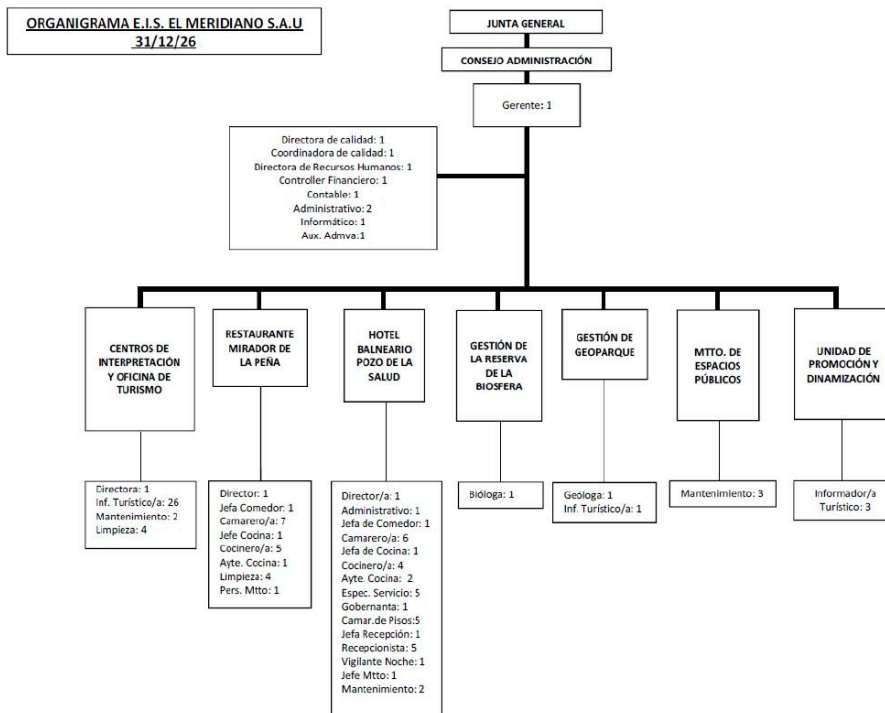 ORGANIGRAMA E.I.S. EL MERIDIANO S.A.U
31/12/26
JUNTA GENERAL
CONSEJO ADMINISTRACIÓN
Gerente: 1
Directora de calidad: 1
Coordinadora de calidad: 1
Directora de Recursos Humanos: 1
Controller Financiero: 1
Contable: 1
Administrativo: 2
Informático: 1
Aux. Admva:1
CENTROS DE
INTERPRETACIÓN
Y OFICINA DE
TURISMO
RESTAURANTE
MIRADOR DE
LA PEÑA
HOTEL
BALNEARIO
POZO DE LA
SALUD
GESTIÓN DE
LA RESERVA
DE LA
BIOSFERA
GESTIÓN DE
GEOPARQUE
MTTO. DE
ESPACIOS
PÚBLICOS
UNIDAD DE
PROMOCIÓN Y
DINAMIZACIÓN
Directora: 1
Inf. Turístico/a: 26
Mantenimiento: 2
Limpieza: 4
Director: 1
Jefa Comedor: 1
Camarero/a: 7
Jefe Cocina: 1
Cocinero/a: 5
Ayte. Cocina: 1
Limpieza: 4
Pers. Mtto: 1
Director/a: 1
Administrativo: 1
Jefa de Comedor: 1
Camarero/a: 6
Jefa de Cocina: 1
Cocinero/a: 4
Ayte. Cocina: 2
Espec. Servicio: 5
Gobernanta: 1
Camar.de Pisos:5
Jefa Recepción: 1
Recepcionista: 5
Vigilante Noche: 1
Jefe Mtto: 1
Mantenimiento: 2
Bióloga: 1
Geóloga: 1
Inf. Turístico/a: 1
Mantenimiento: 3
Informador/a
Turístico: 3